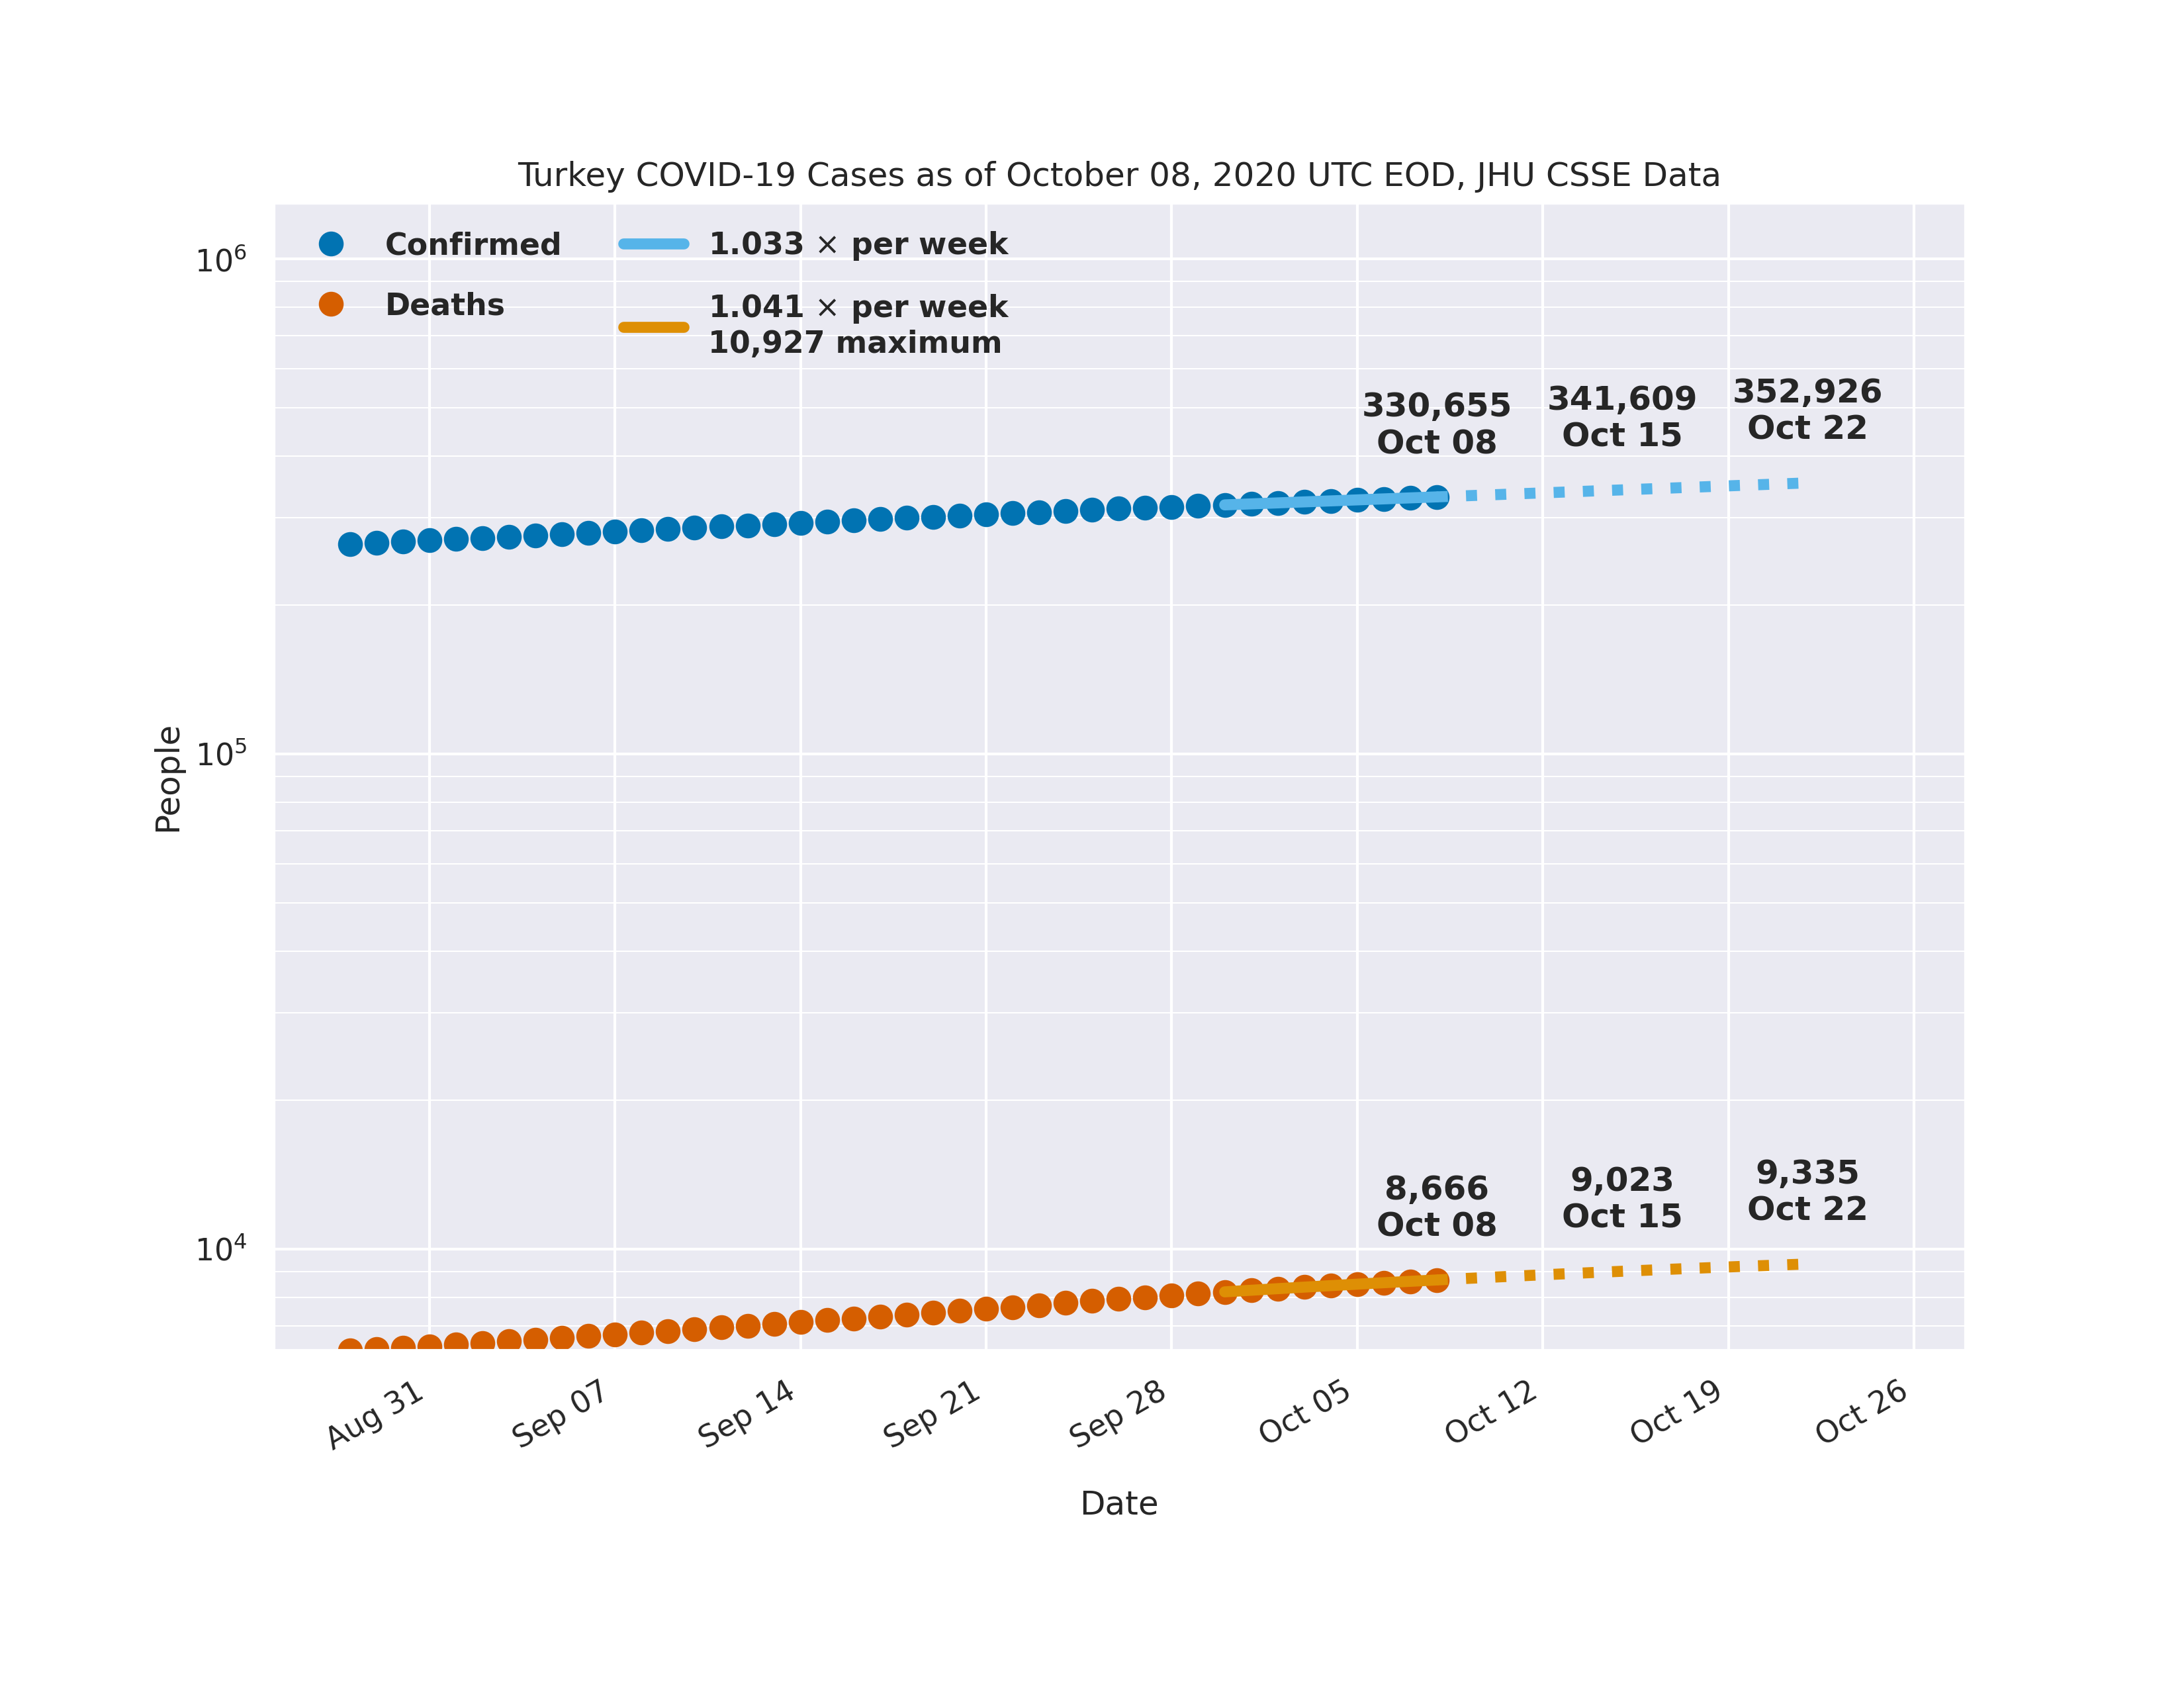 Turkey COVID-19 Cases as of October 08, 2020 UTC EOD, JHU CSSE Data
Confirmed
Deaths
1.033 × per week
1.041 × per week
10,927 maximum
330,655
Oct 08
341,609
Oct 15
352,926
Oct 22
8,666
Oct 08
9,023
Oct 15
9,335
Oct 22
People
10⁶
10⁵
10⁴
Aug 31
Sep 07
Sep 14
Sep 21
Sep 28
Oct 05
Oct 12
Oct 19
Oct 26
Date